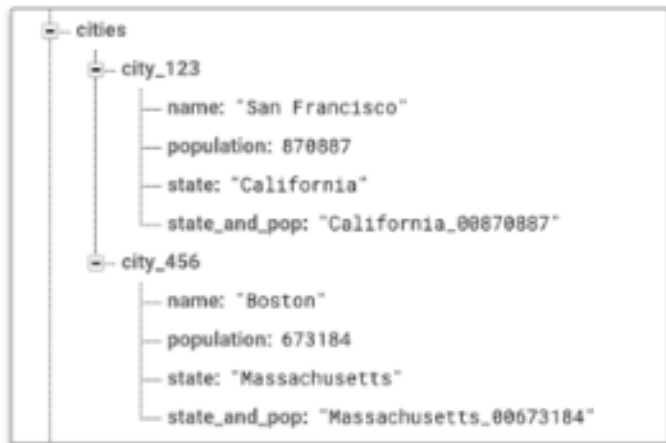 cities
city_123
name: "San Francisco"
population: 870887
state: "California"
state_and_pop: "California_00870887"
city_456
name: "Boston"
population: 673184
state: "Massachusetts"
state_and_pop: "Massachusetts_00673184"